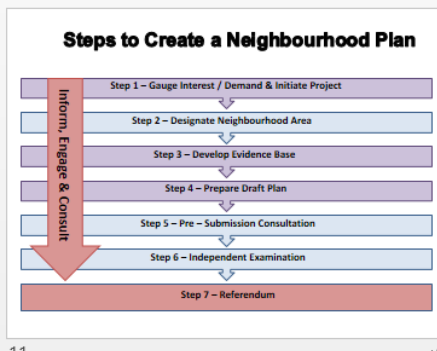 Steps to Create a Neighbourhood Plan
Inform, Engage & Consult
Step 1 – Gauge Interest / Demand & Initiate Project
Step 2 – Designate Neighbourhood Area
Step 3 – Develop Evidence Base
Step 4 – Prepare Draft Plan
Step 5 – Pre – Submission Consultation
Step 6 – Independent Examination
Step 7 – Referendum
11